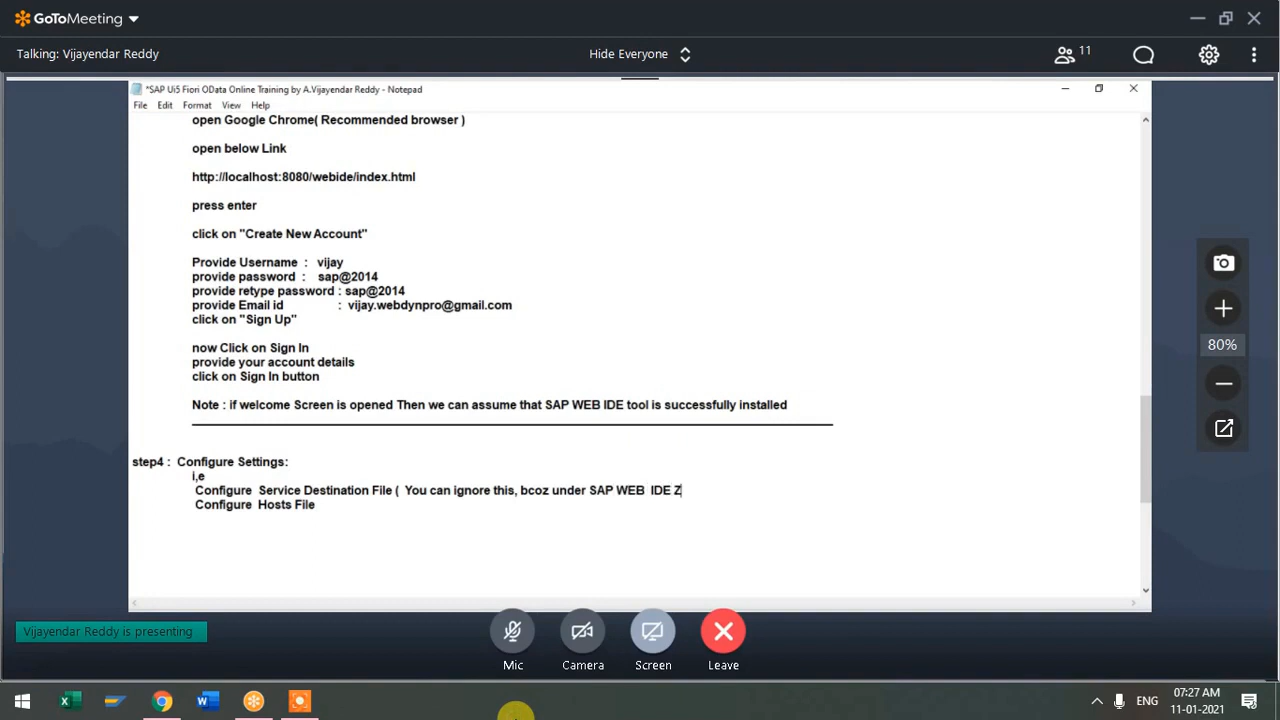 GoToMeeting
Talking: Vijayendar Reddy
Hide Everyone
11
*SAP Ui5 Fiori OData Online Training by A.Vijayendar Reddy - Notepad
File Edit Format View Help
open Google Chrome( Recommended browser )
open below Link
http://localhost:8080/webide/index.html
press enter
click on "Create New Account"
Provide Username : vijay
provide password : sap@2014
provide retype password : sap@2014
provide Email id : vijay.webdynpro@gmail.com
click on "Sign Up"
now Click on Sign In
provide your account details
click on Sign In button
Note : if welcome Screen is opened Then we can assume that SAP WEB IDE tool is successfully installed
step4 : Configure Settings:
i,e
Configure Service Destination File ( You can ignore this, bcoz under SAP WEB IDE Z
Configure Hosts File
80%
Vijayendar Reddy is presenting
Mic Camera Screen Leave
ENG
07:27 AM
11-01-2021